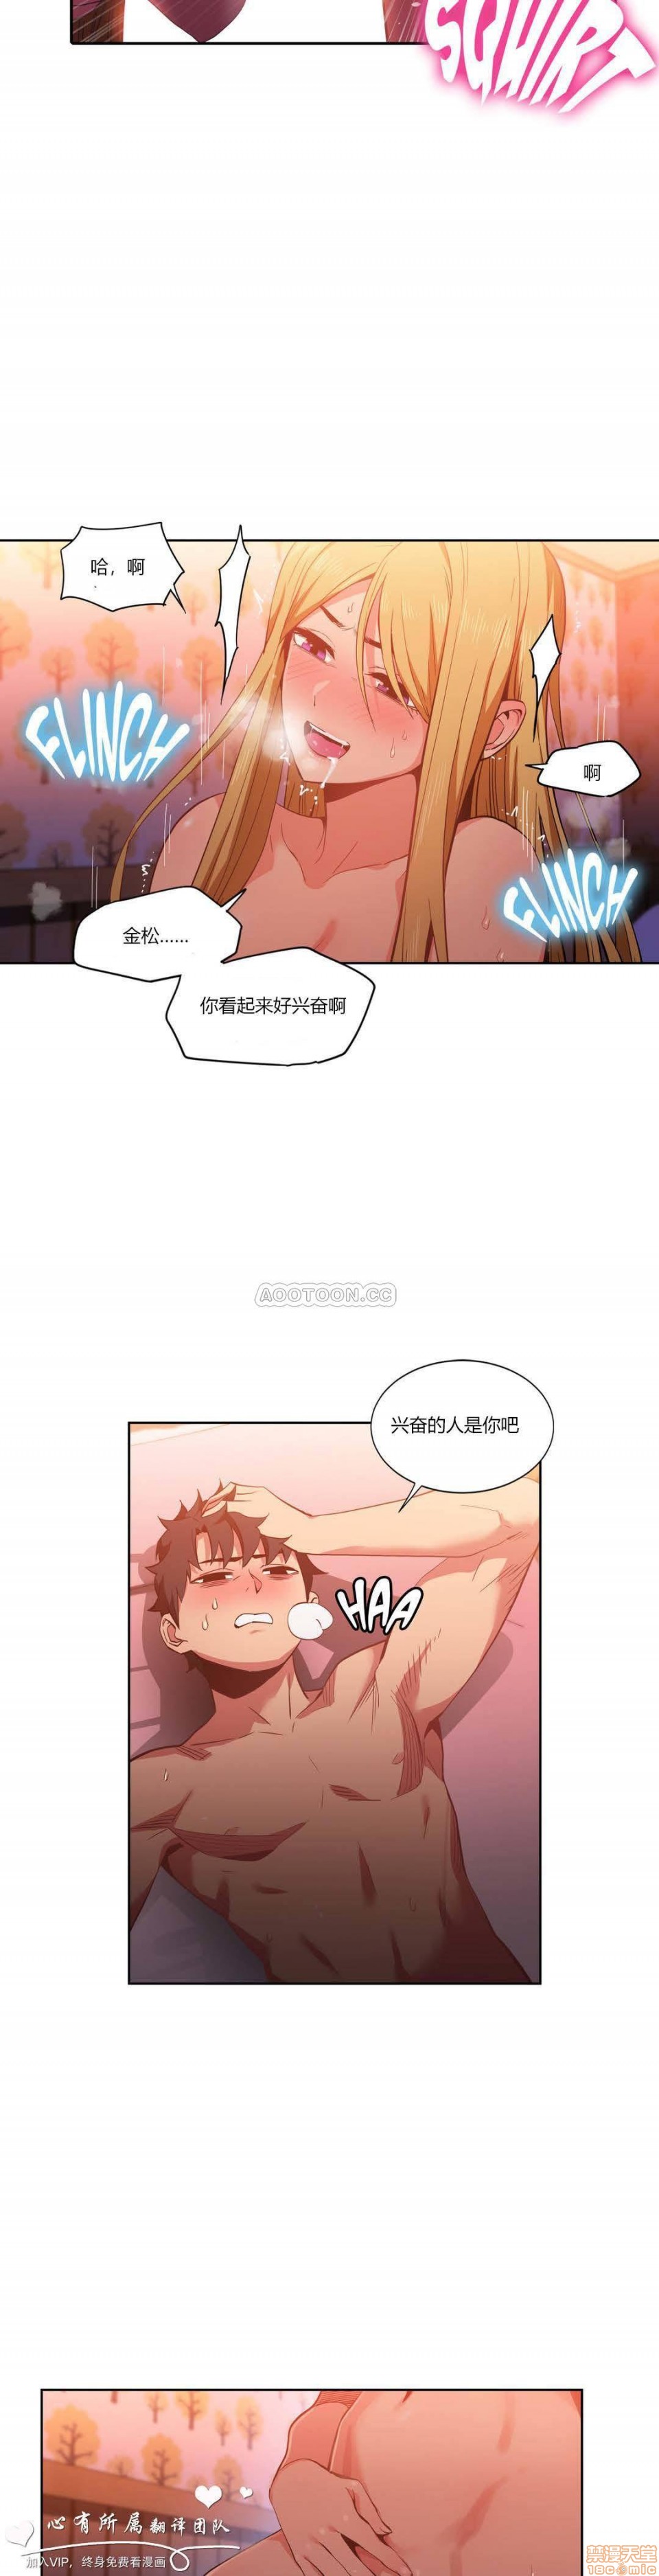 SQUIRT
哈，啊
FLINCH
啊
FLINCH
金松……
你看起来好兴奋啊
AOOTOON.CC
兴奋的人是你吧
HAA
心有所属翻译团队
加入VIP，终身免费看漫画
禁漫天堂
18comic